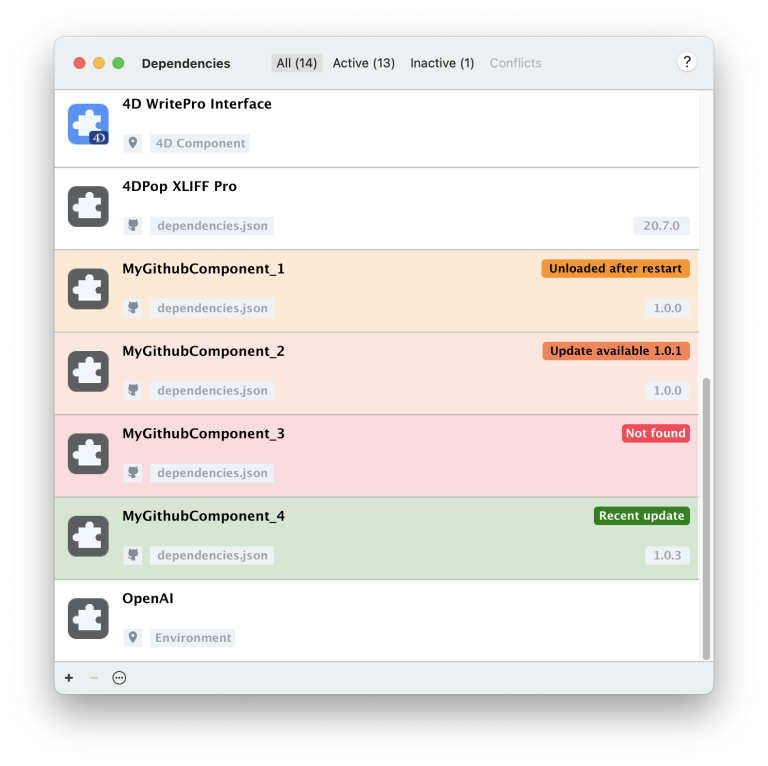 Dependencies All (14) Active (13) Inactive (1) Conflicts ?
4D WritePro Interface
4D
4D Component
4DPop XLIFF Pro
dependencies.json 20.7.0
MyGithubComponent_1 Unloaded after restart
dependencies.json 1.0.0
MyGithubComponent_2 Update available 1.0.1
dependencies.json 1.0.0
MyGithubComponent_3 Not found
dependencies.json
MyGithubComponent_4 Recent update
dependencies.json 1.0.3
OpenAI
Environment